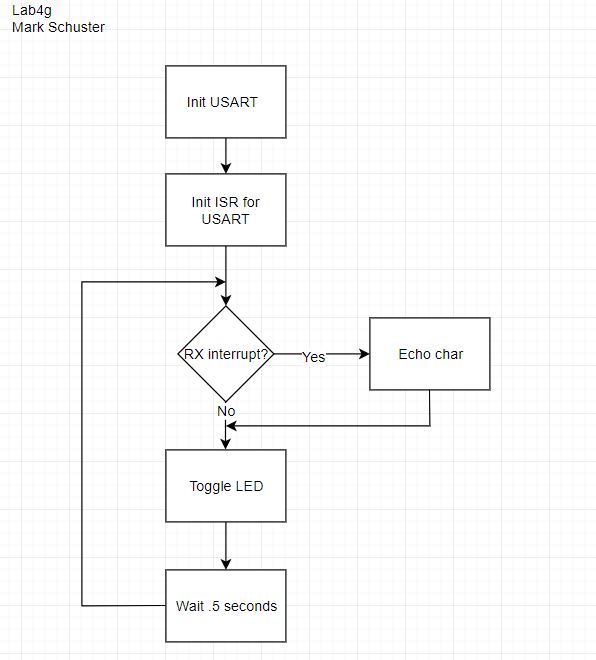 Lab4g
Mark Schuster
Init USART
Init ISR for
USART
RX interrupt?
Yes
Echo char
No
Toggle LED
Wait .5 seconds